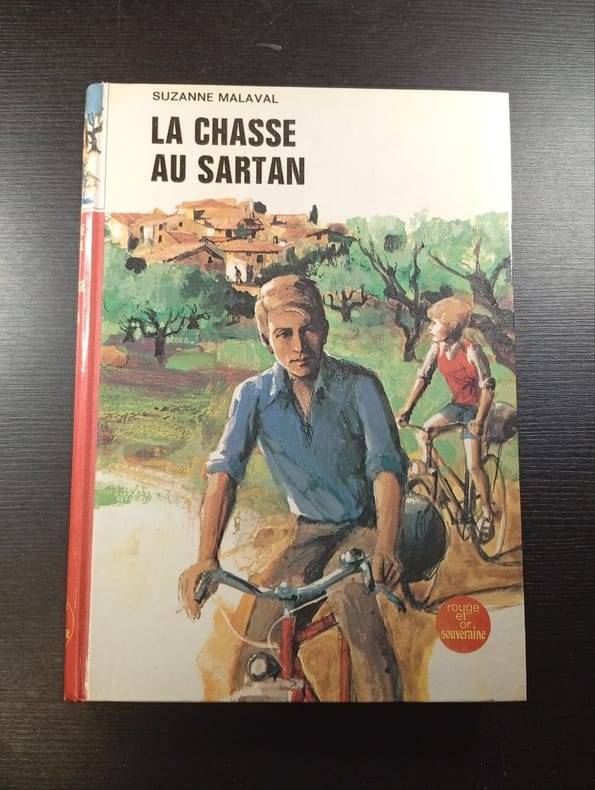 SUZANNE MALAVAL
LA CHASSE
AU SARTAN
rouge
et
or
souveraine